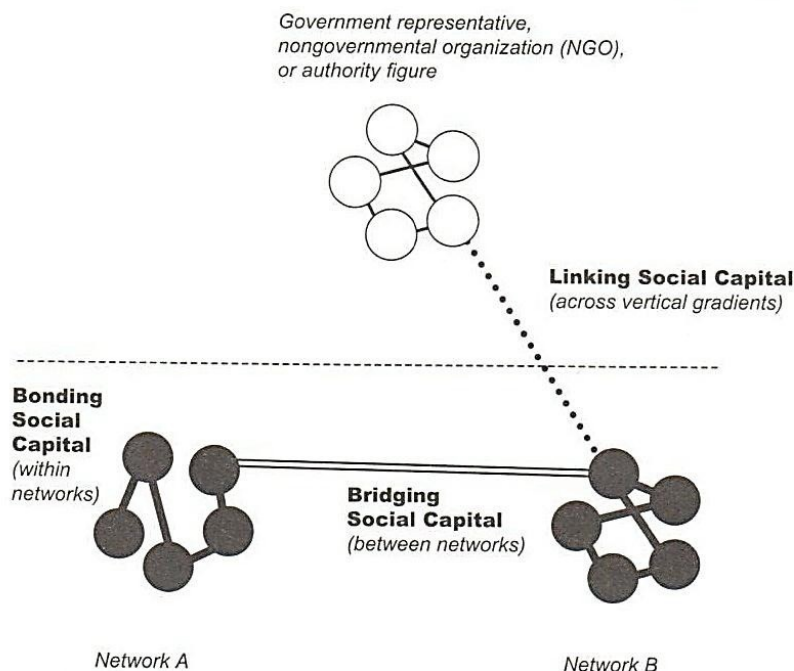 Government representative,
nongovernmental organization (NGO),
or authority figure
Linking Social Capital
(across vertical gradients)
Bonding
Social
Capital
(within
networks)
Bridging
Social Capital
(between networks)
Network A
Network B